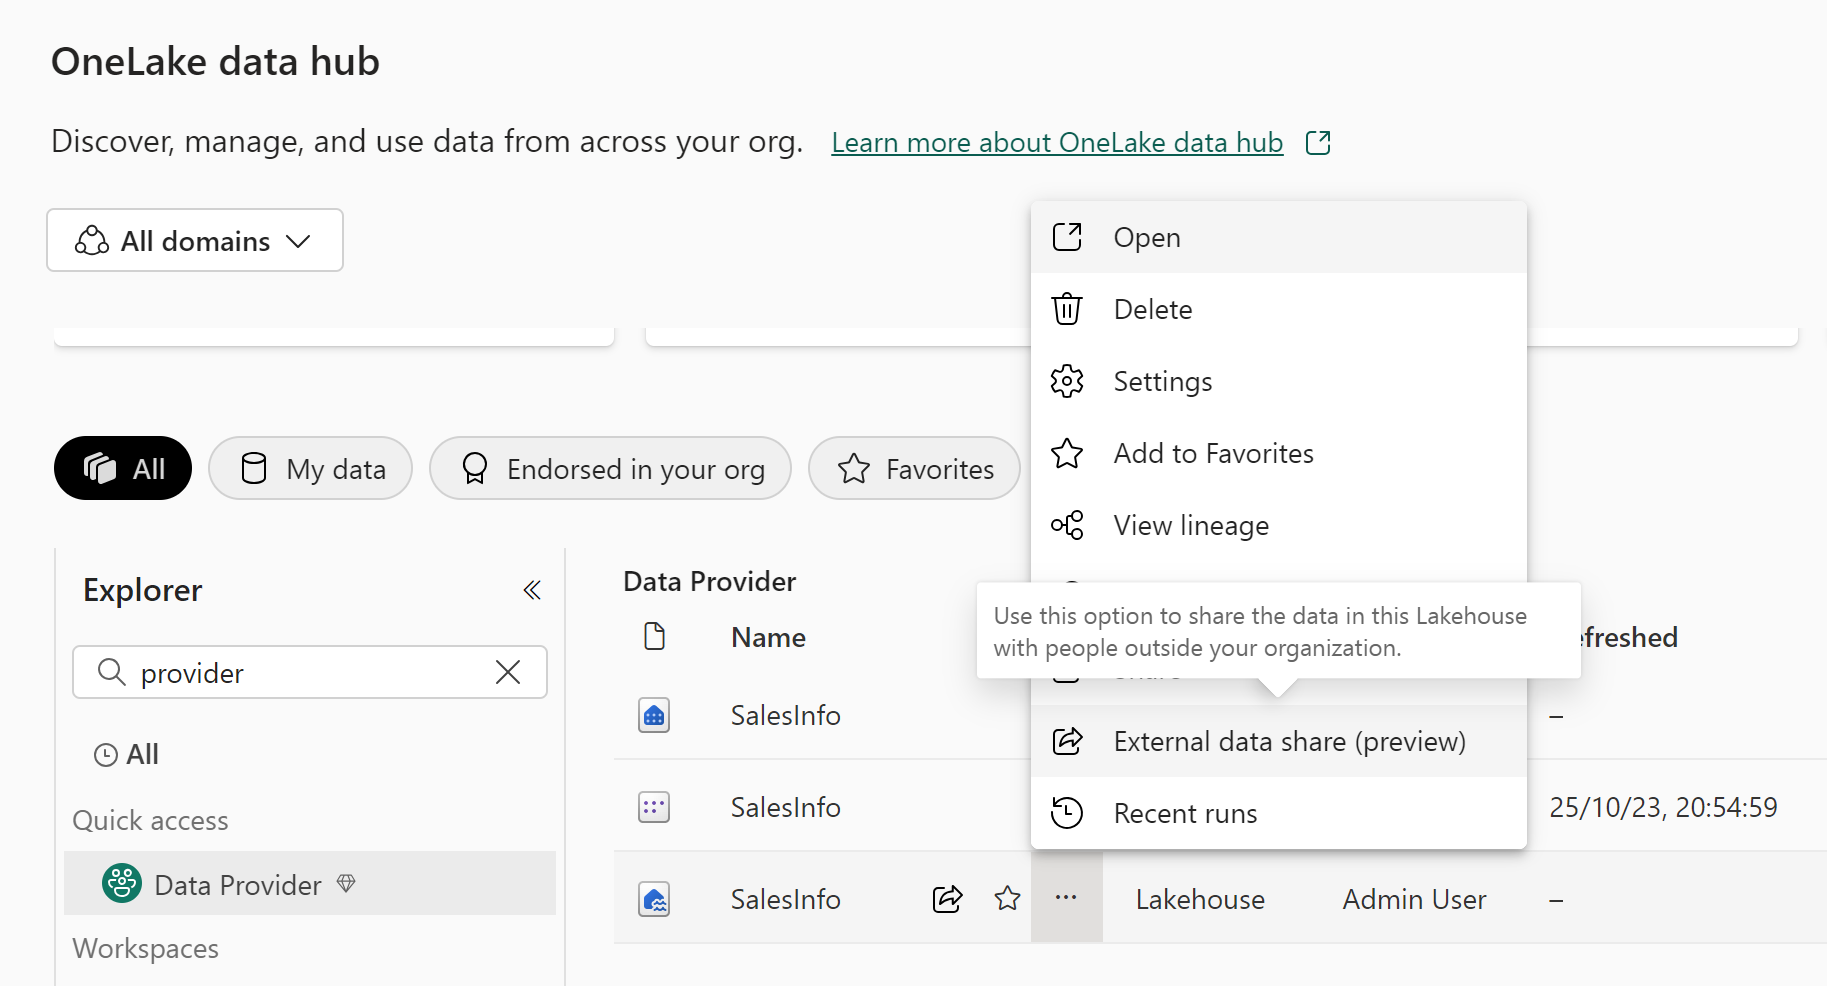 OneLake data hub
Discover, manage, and use data from across your org. Learn more about OneLake data hub
All domains
Open
Delete
Settings
Add to Favorites
View lineage
Use this option to share the data in this Lakehouse
with people outside your organization.
External data share (preview)
Recent runs
All My data Endorsed in your org Favorites
Explorer
provider
All
Quick access
Data Provider
Workspaces
Data Provider
Name efreshed
SalesInfo –
SalesInfo 25/10/23, 20:54:59
SalesInfo ... Lakehouse Admin User –